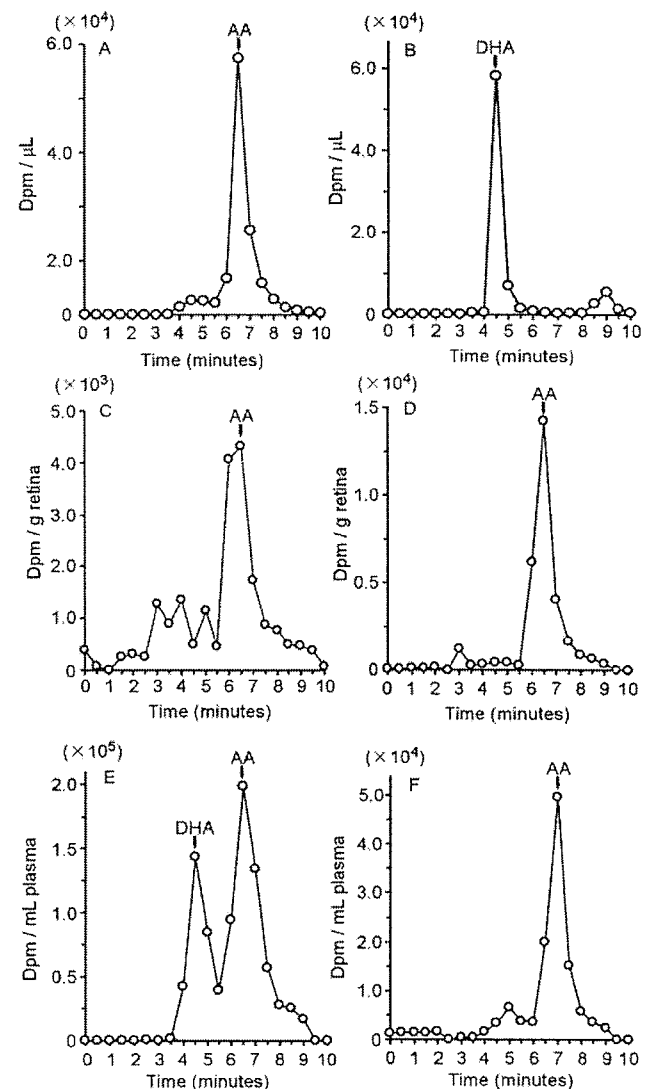 (×10⁴)
A
AA
6.0
4.0
2.0
0
Dpm / μL
0 1 2 3 4 5 6 7 8 9 10
Time (minutes)
(×10⁴)
B
DHA
6.0
4.0
2.0
0
Dpm / μL
0 1 2 3 4 5 6 7 8 9 10
Time (minutes)
(×10³)
C
AA
5.0
4.0
3.0
2.0
1.0
0
Dpm / g retina
0 1 2 3 4 5 6 7 8 9 10
Time (minutes)
(×10⁴)
D
AA
1.5
1.0
0.5
0
Dpm / g retina
0 1 2 3 4 5 6 7 8 9 10
Time (minutes)
(×10⁵)
E
AA
DHA
2.0
1.5
1.0
0.5
0
Dpm / mL plasma
0 1 2 3 4 5 6 7 8 9 10
Time (minutes)
(×10⁴)
F
AA
5.0
4.0
2.0
1.0
0
Dpm / mL plasma
0 1 2 3 4 5 6 7 8 9 10
Time (minutes)